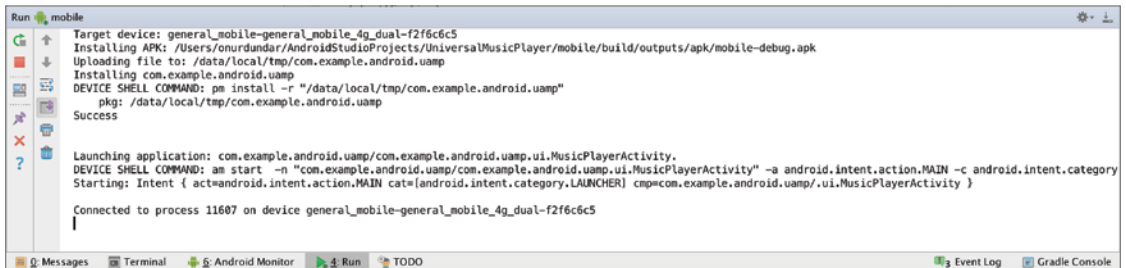 Run mobile
Target device: general_mobile-general_mobile_4g_dual-f2f6c6c5
Installing APK: /Users/onurdundar/AndroidStudioProjects/UniversalMusicPlayer/mobile/build/outputs/apk/mobile-debug.apk
Uploading file to: /data/local/tmp/com.example.android.uamp
Installing com.example.android.uamp
DEVICE SHELL COMMAND: pm install -r "/data/local/tmp/com.example.android.uamp"
pkg: /data/local/tmp/com.example.android.uamp
Success
Launching application: com.example.android.uamp/com.example.android.uamp.ui.MusicPlayerActivity.
DEVICE SHELL COMMAND: am start -n "com.example.android.uamp/com.example.android.uamp.ui.MusicPlayerActivity" -a android.intent.action.MAIN -c android.intent.category
Starting: Intent { act=android.intent.action.MAIN cat=[android.intent.category.LAUNCHER] cmp=com.example.android.uamp/.ui.MusicPlayerActivity }
Connected to process 11607 on device general_mobile-general_mobile_4g_dual-f2f6c6c5
0: Messages Terminal 6: Android Monitor 4: Run TODO 3 Event Log Gradle Console